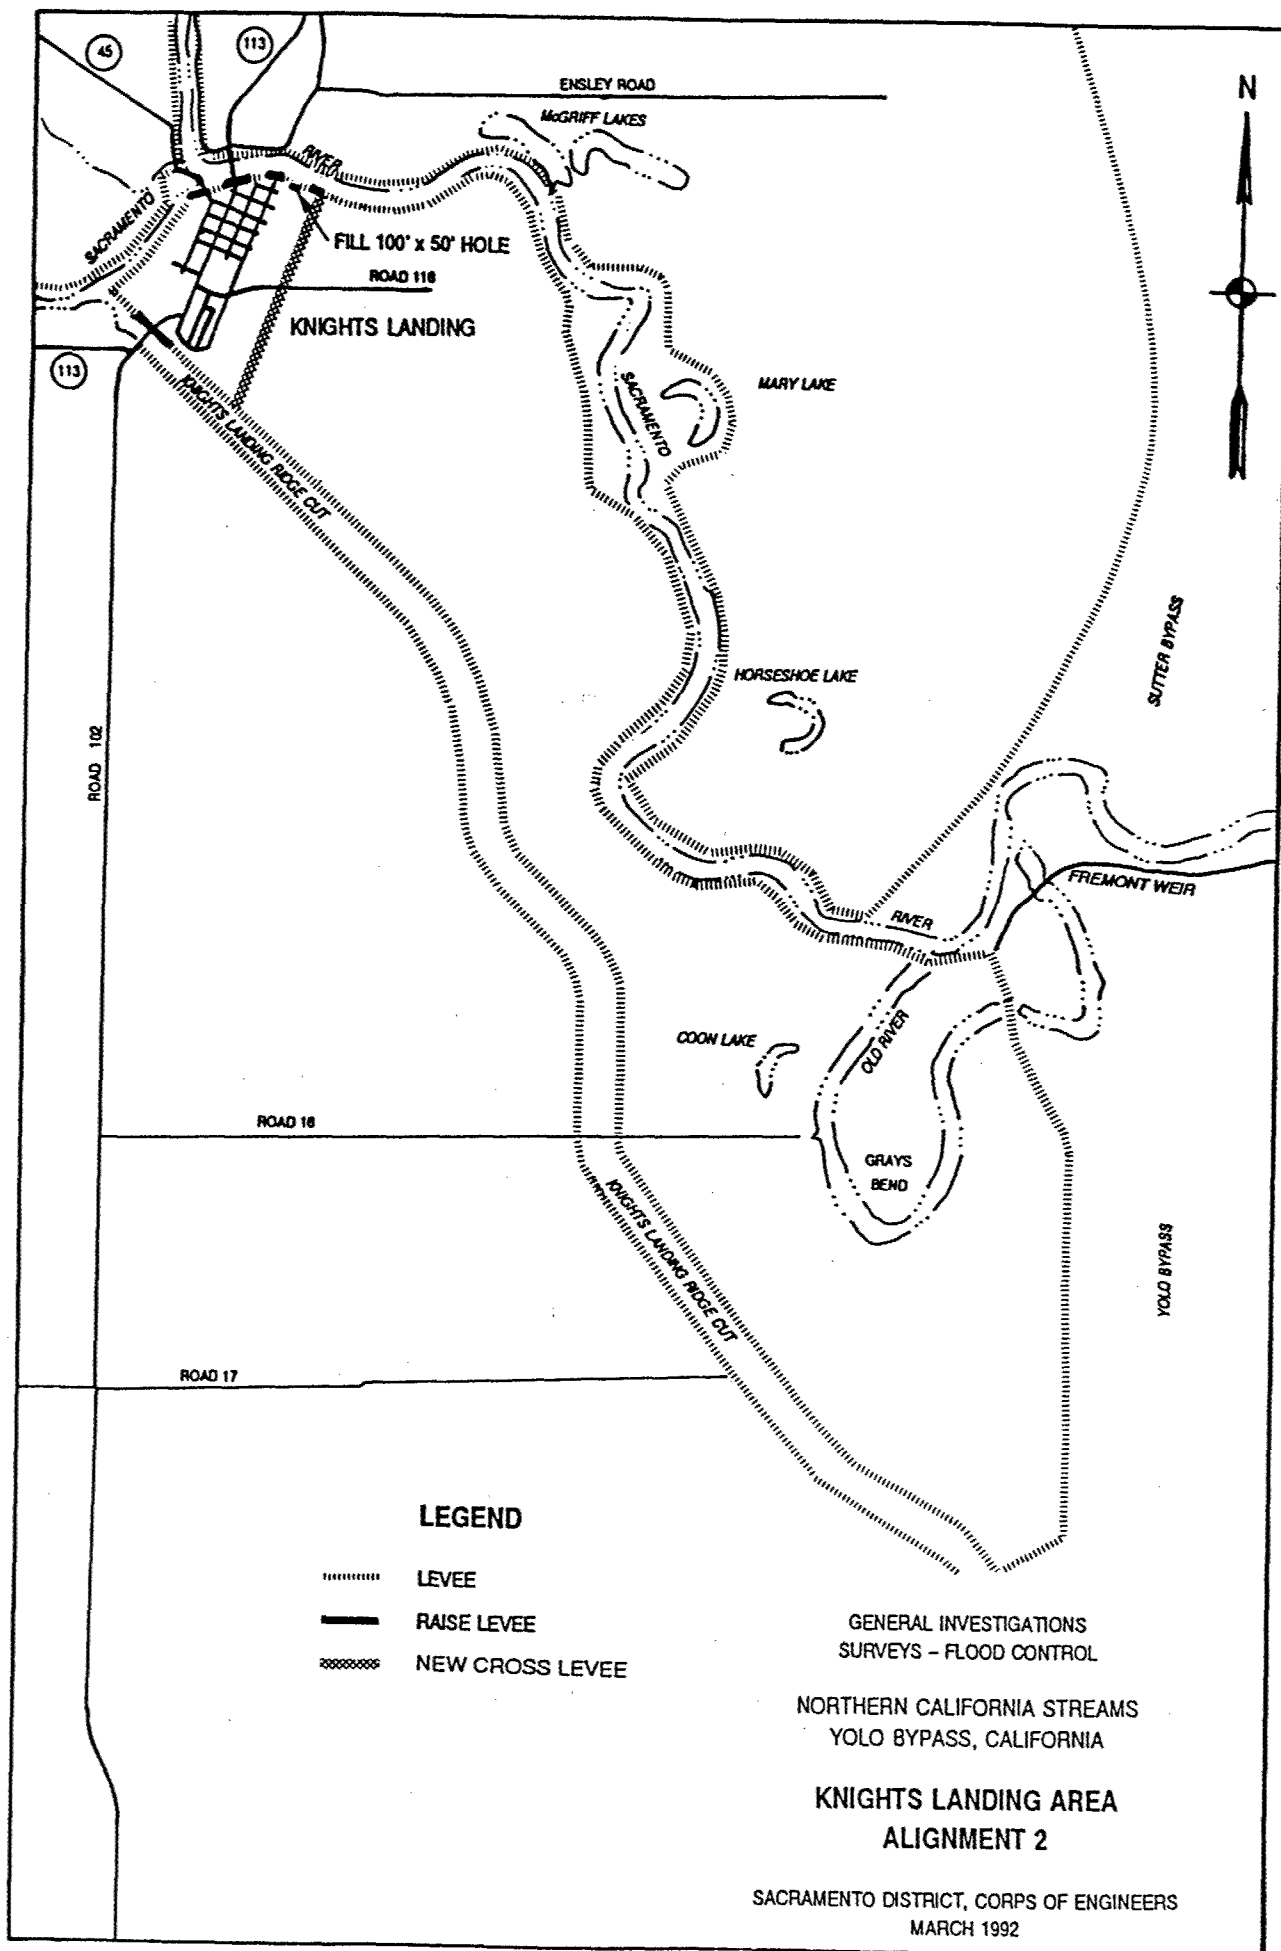 45
113
ENSLEY ROAD
McGRIFF LAKES
N
RIVER
SACRAMENTO
FILL 100' x 50' HOLE
ROAD 116
KNIGHTS LANDING
113
KNIGHTS LANDING RIDGE CUT
SACRAMENTO
MARY LAKE
SUTTER BYPASS
HORSESHOE LAKE
ROAD 102
FREMONT WEIR
RIVER
COON LAKE
OLD RIVER
ROAD 16
GRAYS
BEND
KNIGHTS LANDING RIDGE CUT
YOLO BYPASS
ROAD 17
LEGEND
LEVEE
RAISE LEVEE
NEW CROSS LEVEE
GENERAL INVESTIGATIONS
SURVEYS – FLOOD CONTROL
NORTHERN CALIFORNIA STREAMS
YOLO BYPASS, CALIFORNIA
KNIGHTS LANDING AREA
ALIGNMENT 2
SACRAMENTO DISTRICT, CORPS OF ENGINEERS
MARCH 1992